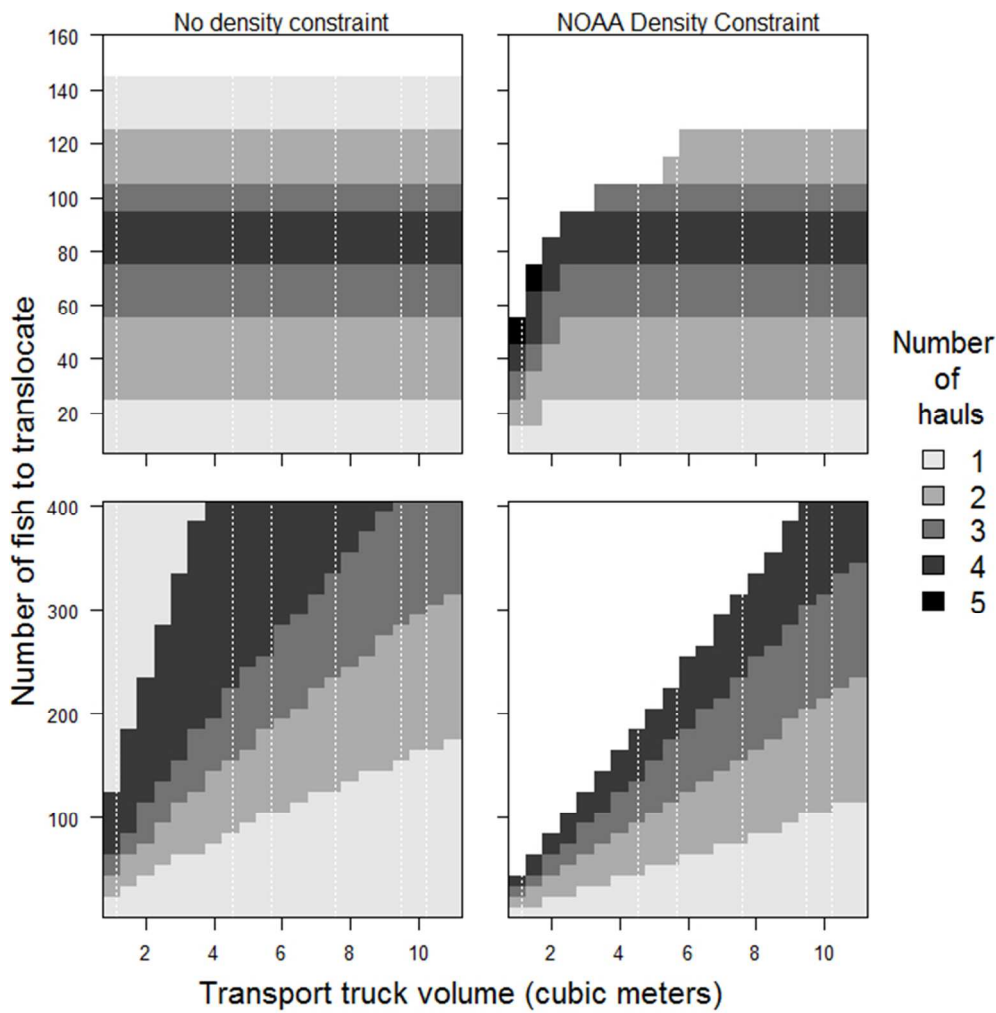 No density constraint
NOAA Density Constraint
160
140
120
100
80
60
40
20
400
300
200
100
Number of fish to translocate
2 4 6 8 10
2 4 6 8 10
Transport truck volume (cubic meters)
Number
of
hauls
1
2
3
4
5